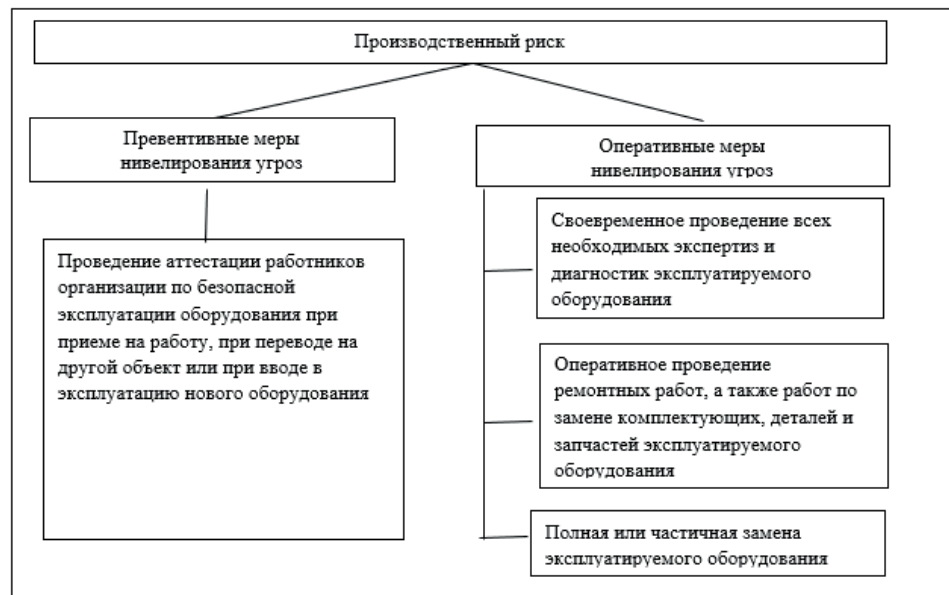 Производственный риск
Превентивные меры
нивелирования угроз
Проведение аттестации работников
организации по безопасной
эксплуатации оборудования при
приеме на работу, при переводе на
другой объект или при вводе в
эксплуатацию нового оборудования
Оперативные меры
нивелирования угроз
Своевременное проведение всех
необходимых экспертиз и
диагностик эксплуатируемого
оборудования
Оперативное проведение
ремонтных работ, а также работ по
замене комплектующих, деталей и
запчастей эксплуатируемого
оборудования
Полная или частичная замена
эксплуатируемого оборудования